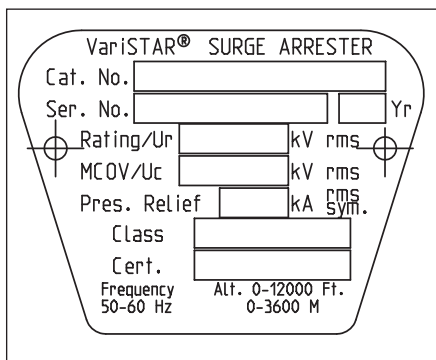 VariSTAR® SURGE ARRESTER
Cat. No.
Ser. No. Yr
Rating/Ur kV rms
MCOV/Uc kV rms
Pres. Relief kA rms sym.
Class
Cert.
Frequency Alt. 0-12000 Ft.
50-60 Hz 0-3600 M